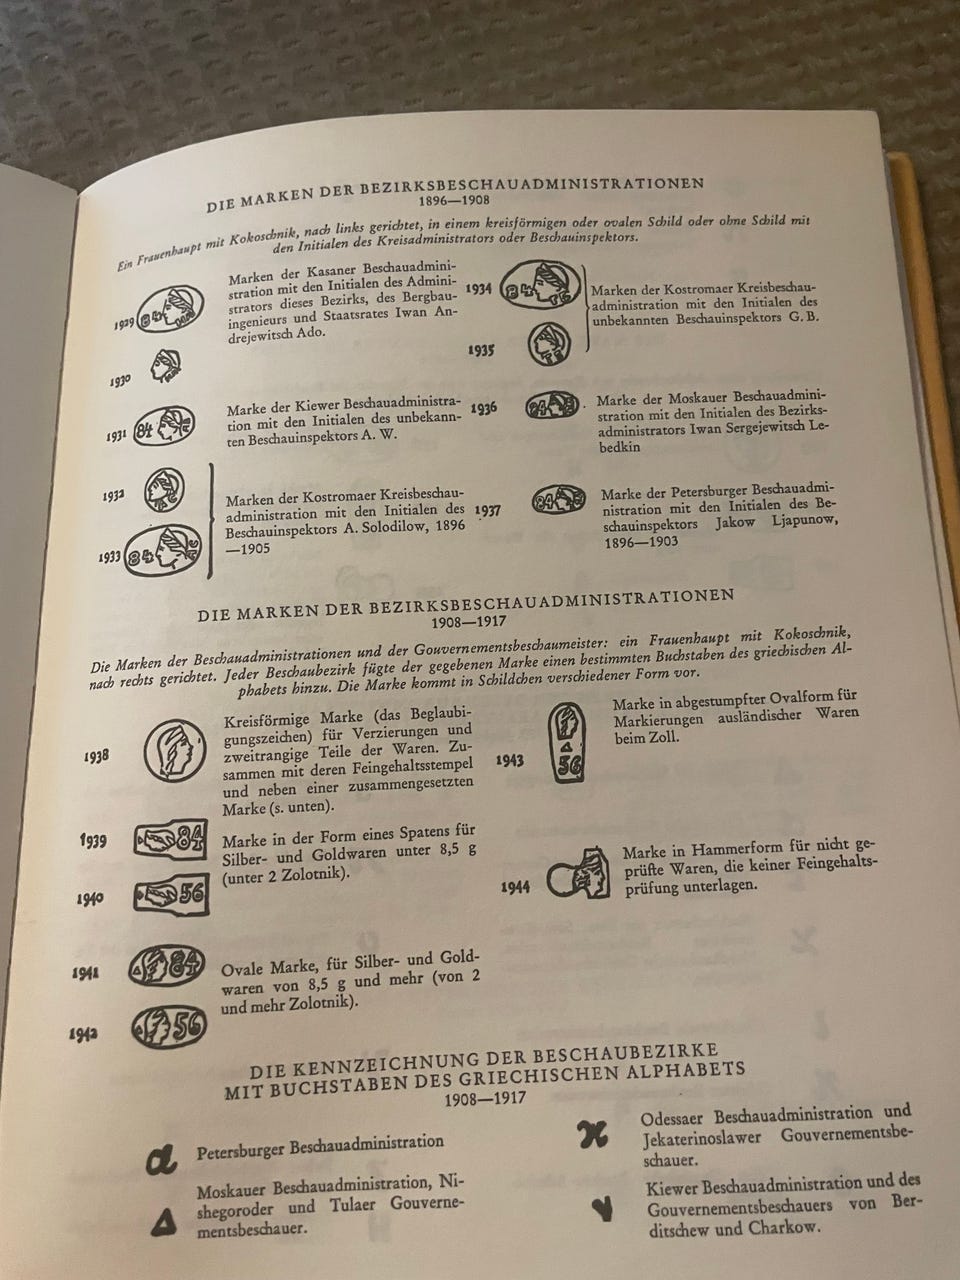 DIE MARKEN DER BEZIRKSBESCHAUADMINISTRATIONEN
1896—1908
Ein Frauenhaupt mit Kokoschnik, nach links gerichtet, in einem kreisförmigen oder ovalen Schild oder ohne Schild mit
den Initialen des Kreisadministrators oder Beschauinspektors.
1929
84
Marken der Kasaner Beschauadmini-
stration mit den Initialen des Admini-
strators dieses Bezirks, des Bergbau-
ingenieurs und Staatsrates Iwan An-
drejewitsch Ado.
1930
1931
84
Marke der Kiewer Beschauadministra-
tion mit den Initialen des unbekann-
ten Beschauinspektors A. W.
1932
1933
84
Marken der Kostromaer Kreisbeschau-
administration mit den Initialen des
Beschauinspektors A. Solodilow, 1896
—1905
1934
84
1935
Marken der Kostromaer Kreisbeschau-
administration mit den Initialen des
unbekannten Beschauinspektors G. B.
1936
84
Marke der Moskauer Beschauadmini-
stration mit den Initialen des Bezirks-
administrators Iwan Sergejewitsch Le-
bedkin
1937
84
Marke der Petersburger Beschauadmi-
nistration mit den Initialen des Be-
schauinspektors Jakow Ljapunow,
1896—1903
DIE MARKEN DER BEZIRKSBESCHAUADMINISTRATIONEN
1908—1917
Die Marken der Beschauadministrationen und der Gouvernementsbeschaumeister: ein Frauenhaupt mit Kokoschnik,
nach rechts gerichtet. Jeder Beschaubezirk fügte der gegebenen Marke einen bestimmten Buchstaben des griechischen Al-
phabets hinzu. Die Marke kommt in Schildchen verschiedener Form vor.
1938
Kreisförmige Marke (das Beglaubi-
gungszeichen) für Verzierungen und
zweitrangige Teile der Waren. Zu-
sammen mit deren Feingehaltsstempel
und neben einer zusammengesetzten
Marke (s. unten).
1939
84
1940
56
Marke in der Form eines Spatens für
Silber- und Goldwaren unter 8,5 g
(unter 2 Zolotnik).
1941
84
1942
56
Ovale Marke, für Silber- und Gold-
waren von 8,5 g und mehr (von 2
und mehr Zolotnik).
1943
Δ
56
Marke in abgestumpfter Ovalform für
Markierungen ausländischer Waren
beim Zoll.
1944
Marke in Hammerform für nicht ge-
prüfte Waren, die keiner Feingehalts-
prüfung unterlagen.
DIE KENNZEICHNUNG DER BESCHAUBEZIRKE
MIT BUCHSTABEN DES GRIECHISCHEN ALPHABETS
1908—1917
α Petersburger Beschauadministration
Δ Moskauer Beschauadministration, Ni-
shegoroder und Tulaer Gouverne-
mentsbeschauer.
ϰ Odessaer Beschauadministration und
Jekaterinoslawer Gouvernementsbe-
schauer.
Kiewer Beschauadministration und des
Gouvernementsbeschauers von Ber-
ditschew und Charkow.